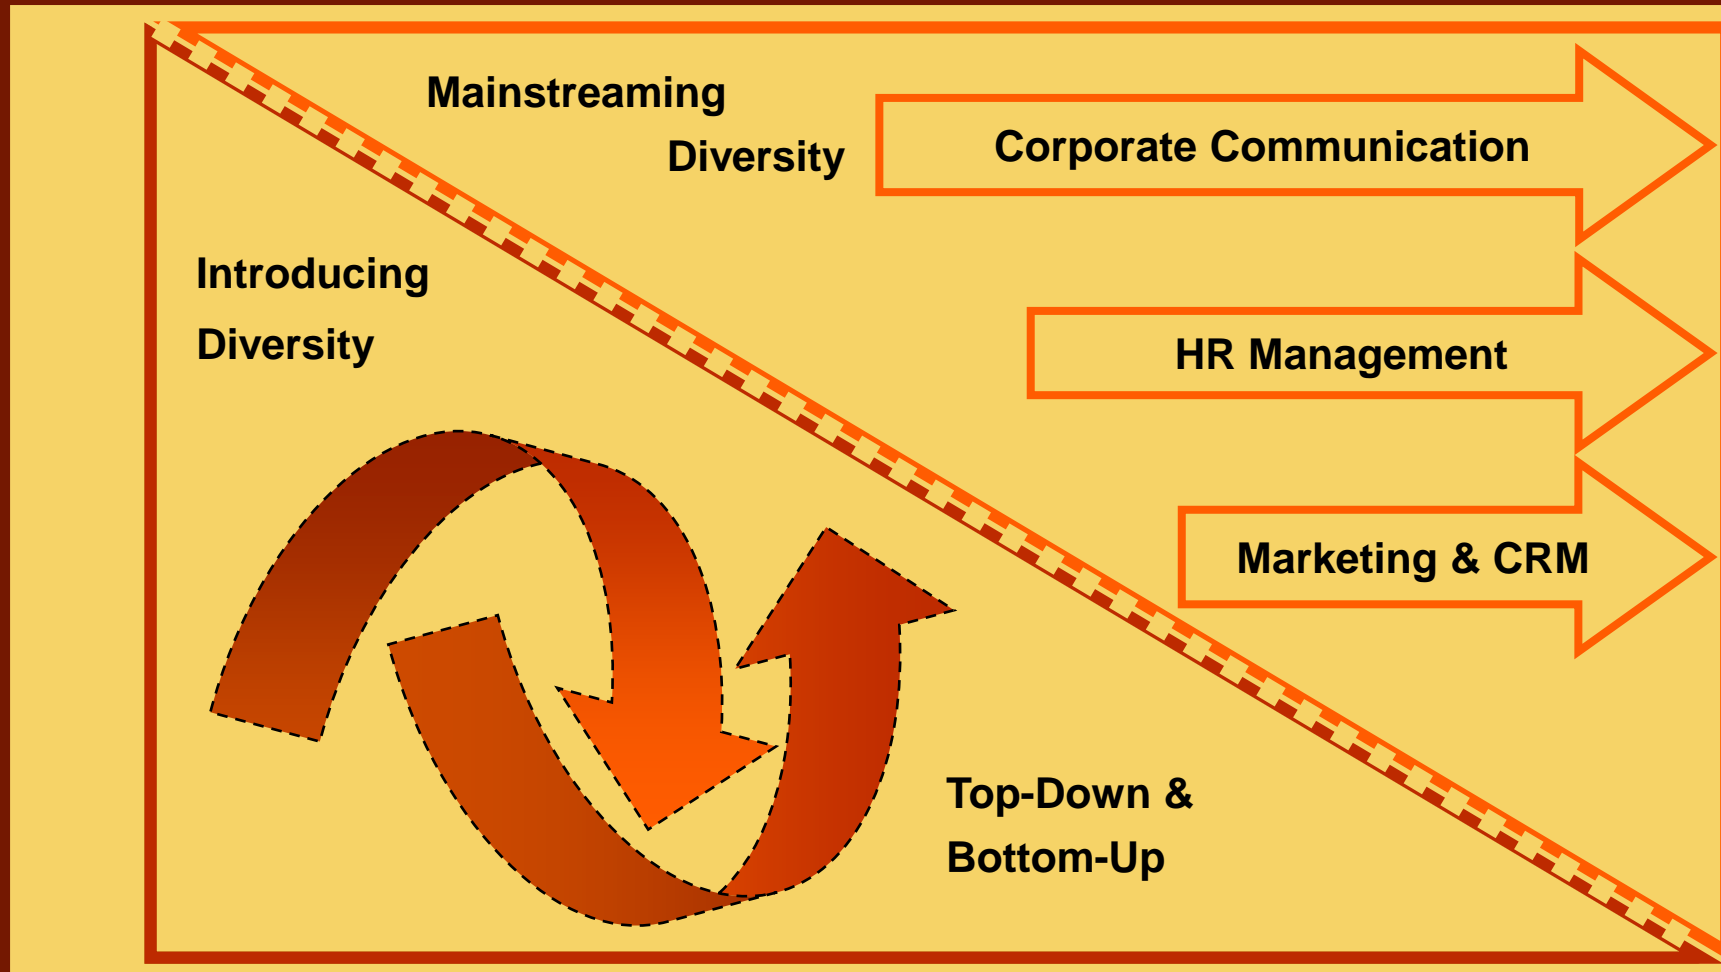 Mainstreaming
Diversity
Corporate Communication
Introducing
Diversity
HR Management
Marketing & CRM
Top-Down &
Bottom-Up